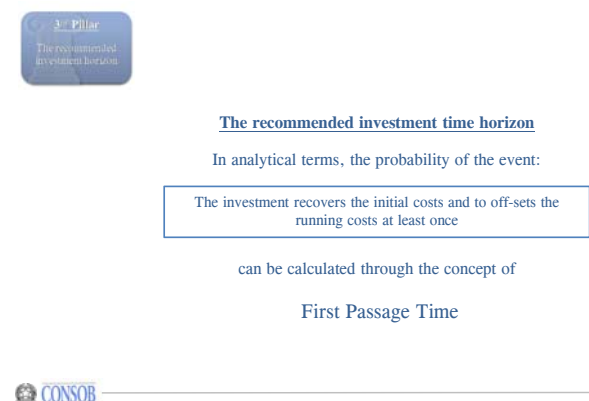 3rd Pillar
The recommended
investment horizon
The recommended investment time horizon
In analytical terms, the probability of the event:
The investment recovers the initial costs and to off-sets the
running costs at least once
can be calculated through the concept of
First Passage Time
CONSOB